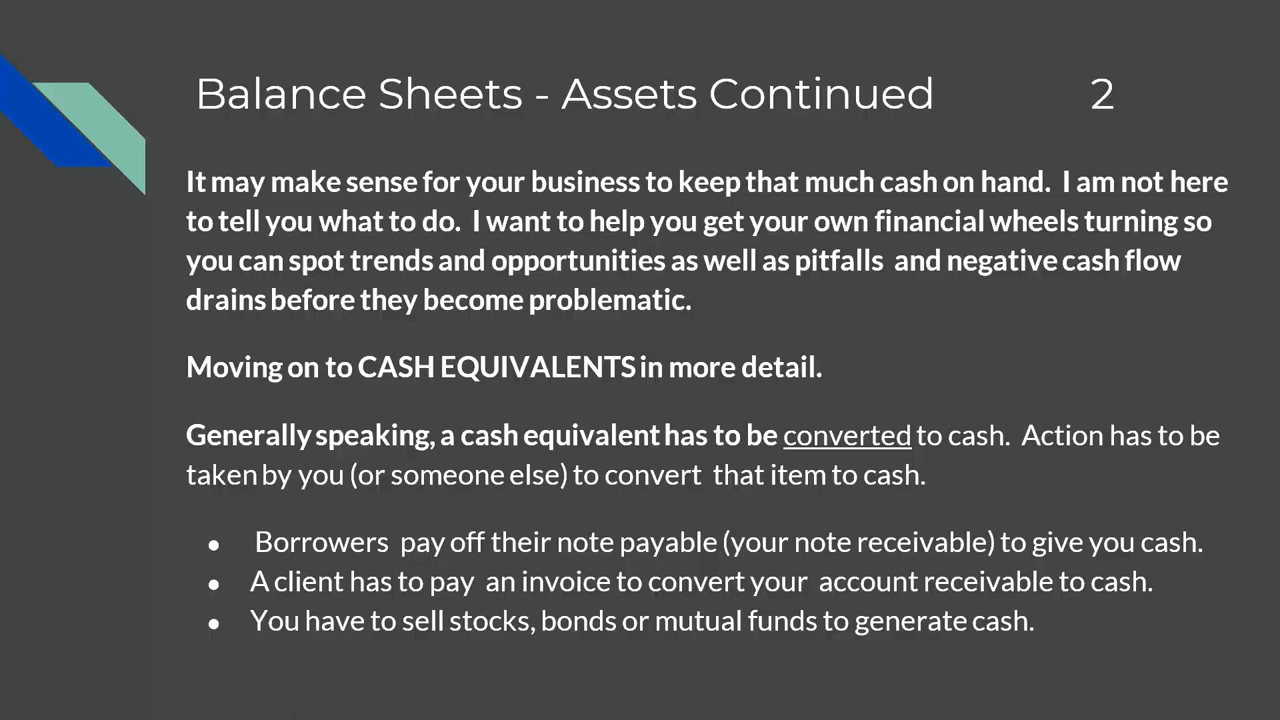 Balance Sheets - Assets Continued 2
It may make sense for your business to keep that much cash on hand. I am not here
to tell you what to do. I want to help you get your own financial wheels turning so
you can spot trends and opportunities as well as pitfalls and negative cash flow
drains before they become problematic.
Moving on to CASH EQUIVALENTS in more detail.
Generally speaking, a cash equivalent has to be converted to cash. Action has to be
taken by you (or someone else) to convert that item to cash.
● Borrowers pay off their note payable (your note receivable) to give you cash.
● A client has to pay an invoice to convert your account receivable to cash.
● You have to sell stocks, bonds or mutual funds to generate cash.